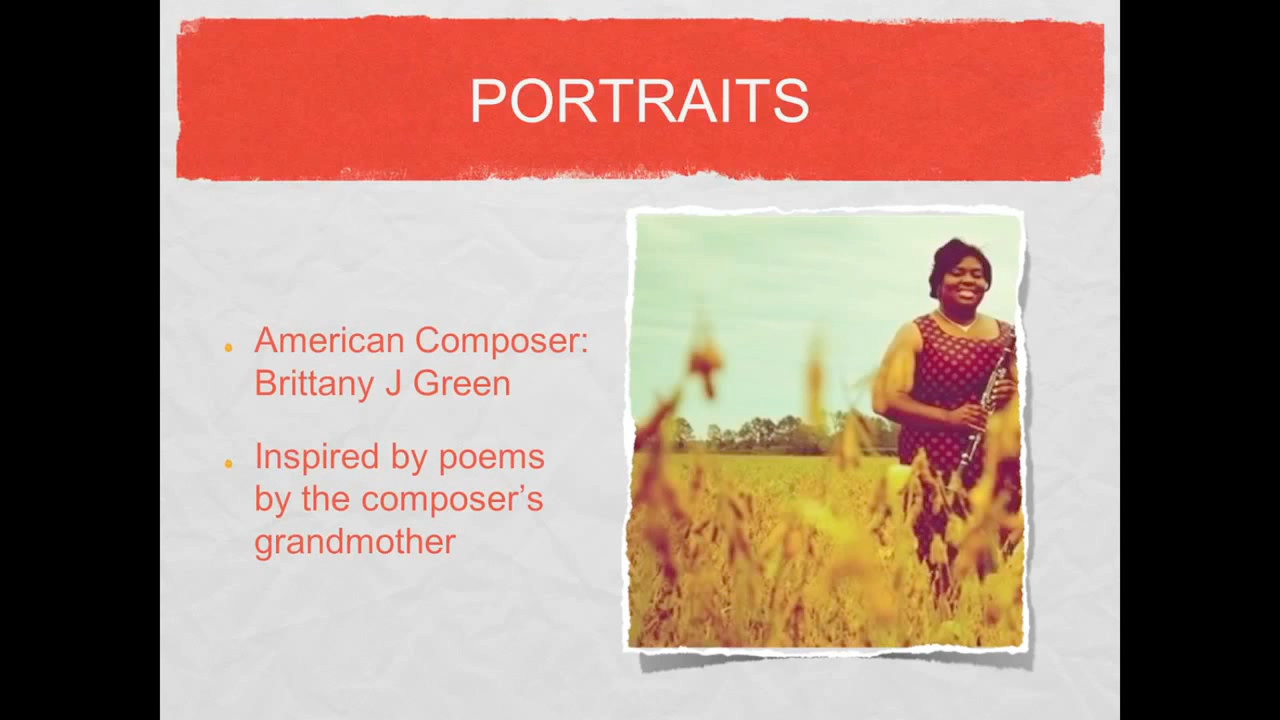 PORTRAITS
American Composer:
Brittany J Green
Inspired by poems
by the composer’s
grandmother